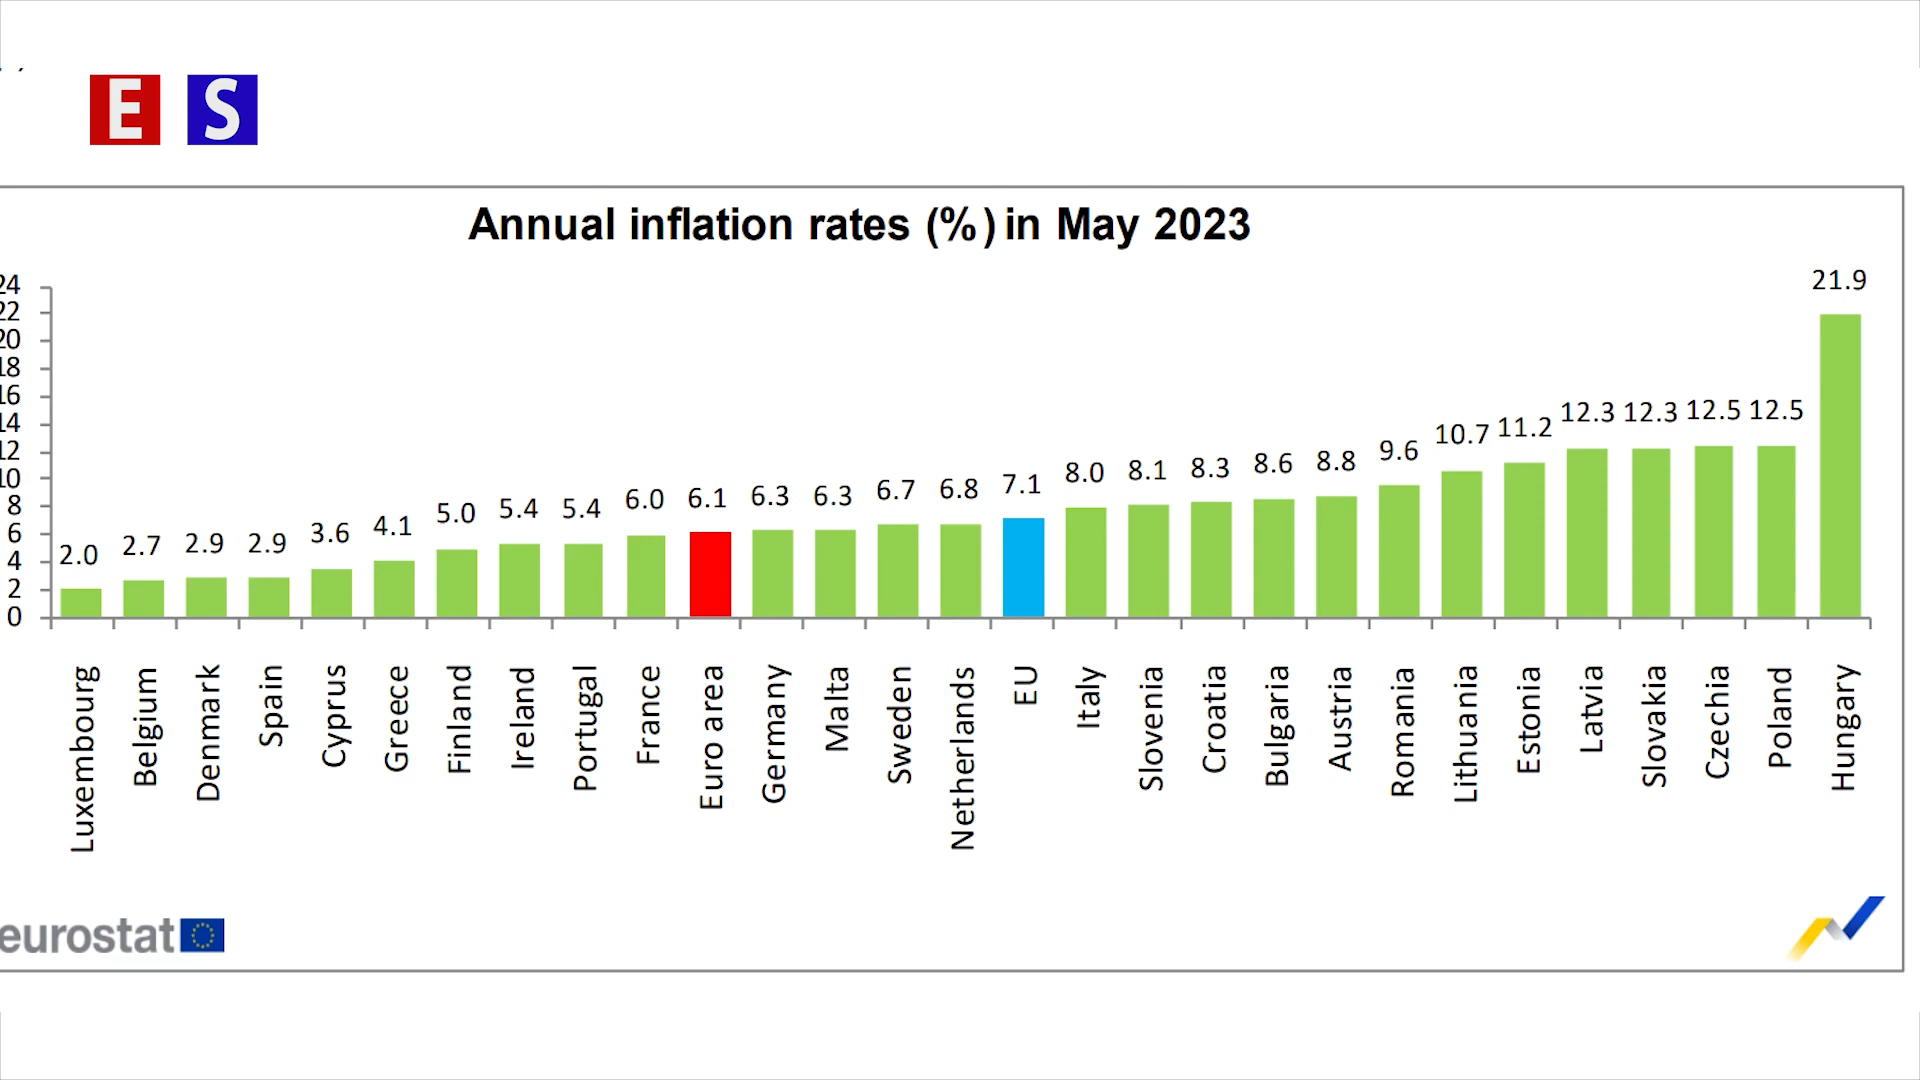 E S
Annual inflation rates (%) in May 2023
24
22
20
18
16
14
12
10
8
6
4
2
0
2.0 2.7 2.9 2.9 3.6 4.1 5.0 5.4 5.4 6.0 6.1 6.3 6.3 6.7 6.8 7.1 8.0 8.1 8.3 8.6 8.8 9.6 10.7 11.2 12.3 12.3 12.5 12.5 21.9
Luxembourg
Belgium
Denmark
Spain
Cyprus
Greece
Finland
Ireland
Portugal
France
Euro area
Germany
Malta
Sweden
Netherlands
EU
Italy
Slovenia
Croatia
Bulgaria
Austria
Romania
Lithuania
Estonia
Latvia
Slovakia
Czechia
Poland
Hungary
eurostat